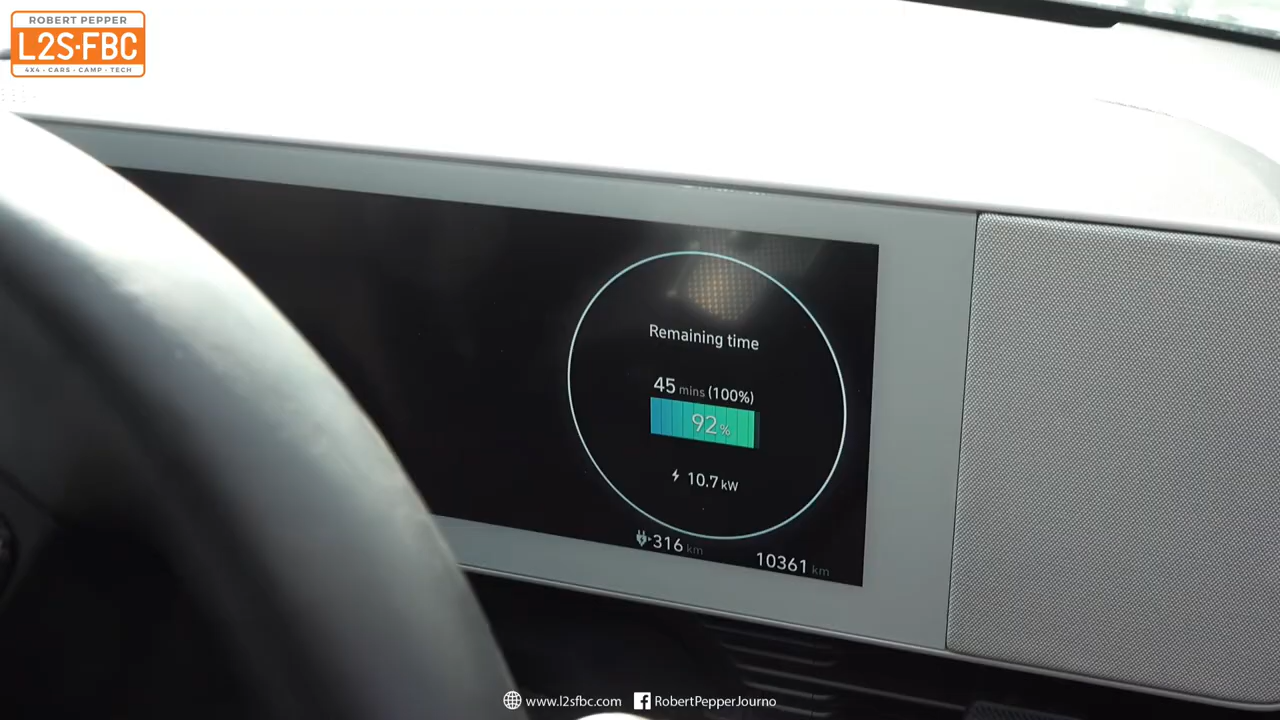 ROBERT PEPPER
L2S·FBC
4X4 · CARS · CAMP · TECH
Remaining time
45 mins (100%)
92%
10.7 kW
316 km
10361 km
www.l2sfbc.com RobertPepperJourno